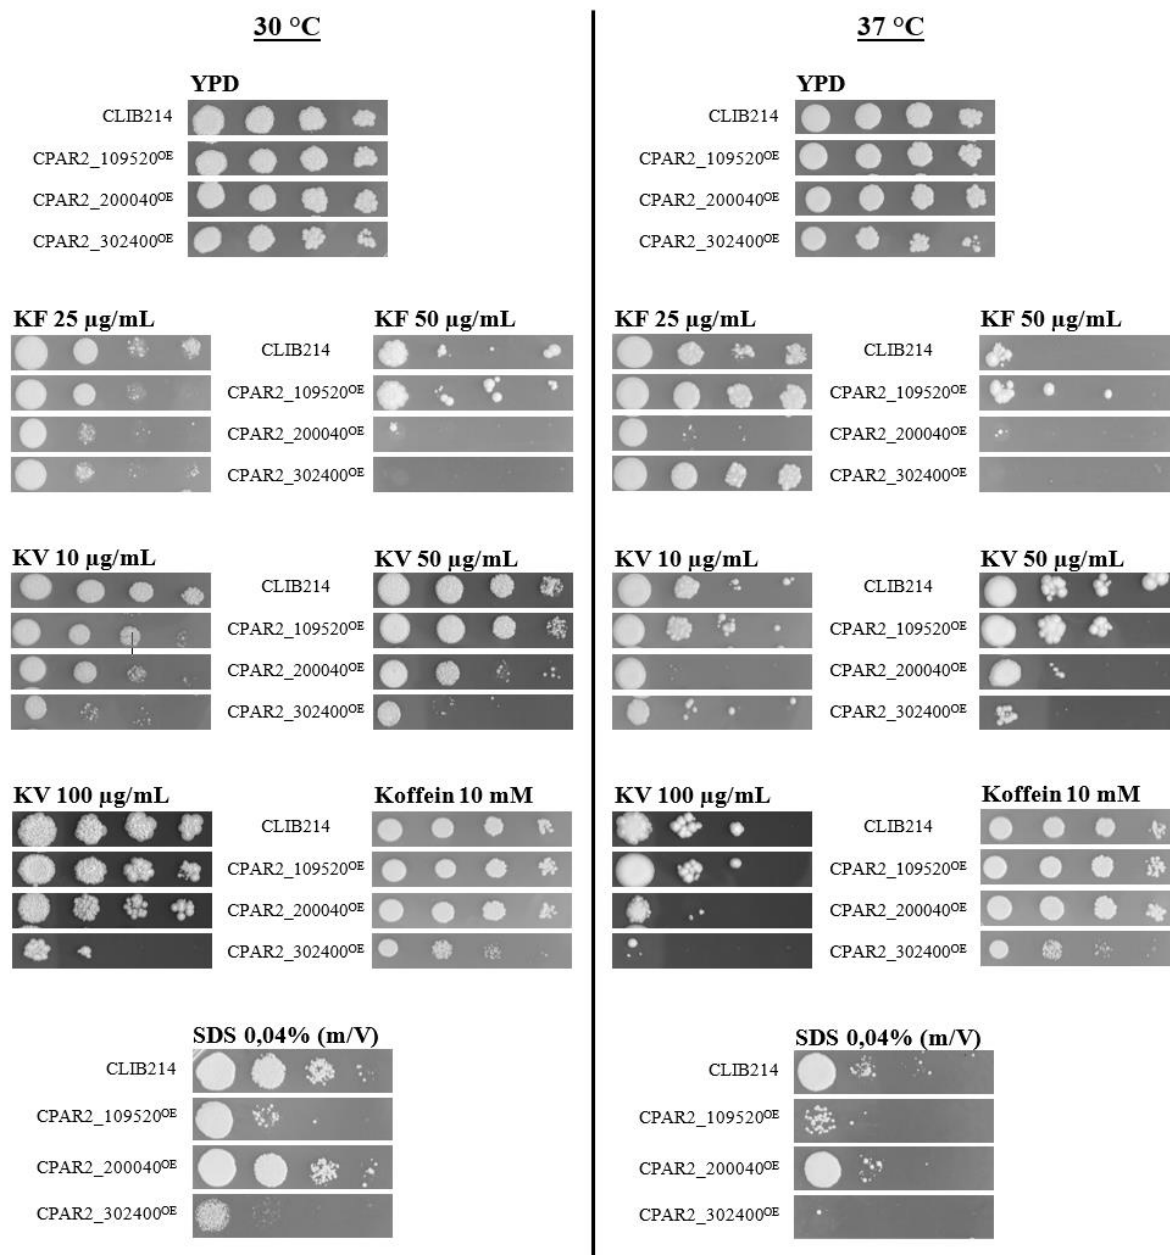 30 °C
YPD
CLIB214
CPAR2_109520ᴼᴱ
CPAR2_200040ᴼᴱ
CPAR2_302400ᴼᴱ
KF 25 µg/mL
KF 50 µg/mL
CLIB214
CPAR2_109520ᴼᴱ
CPAR2_200040ᴼᴱ
CPAR2_302400ᴼᴱ
KV 10 µg/mL
KV 50 µg/mL
CLIB214
CPAR2_109520ᴼᴱ
CPAR2_200040ᴼᴱ
CPAR2_302400ᴼᴱ
KV 100 µg/mL
Koffein 10 mM
CLIB214
CPAR2_109520ᴼᴱ
CPAR2_200040ᴼᴱ
CPAR2_302400ᴼᴱ
SDS 0,04% (m/V)
CLIB214
CPAR2_109520ᴼᴱ
CPAR2_200040ᴼᴱ
CPAR2_302400ᴼᴱ
37 °C
YPD
CLIB214
CPAR2_109520ᴼᴱ
CPAR2_200040ᴼᴱ
CPAR2_302400ᴼᴱ
KF 25 µg/mL
KF 50 µg/mL
CLIB214
CPAR2_109520ᴼᴱ
CPAR2_200040ᴼᴱ
CPAR2_302400ᴼᴱ
KV 10 µg/mL
KV 50 µg/mL
CLIB214
CPAR2_109520ᴼᴱ
CPAR2_200040ᴼᴱ
CPAR2_302400ᴼᴱ
KV 100 µg/mL
Koffein 10 mM
CLIB214
CPAR2_109520ᴼᴱ
CPAR2_200040ᴼᴱ
CPAR2_302400ᴼᴱ
SDS 0,04% (m/V)
CLIB214
CPAR2_109520ᴼᴱ
CPAR2_200040ᴼᴱ
CPAR2_302400ᴼᴱ